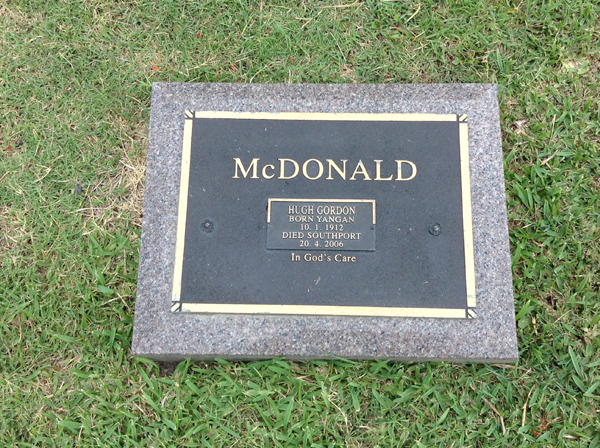 McDONALD
HUGH GORDON
BORN YANGAN
10. 1. 1912
DIED SOUTHPORT
20. 4. 2006
In God's Care